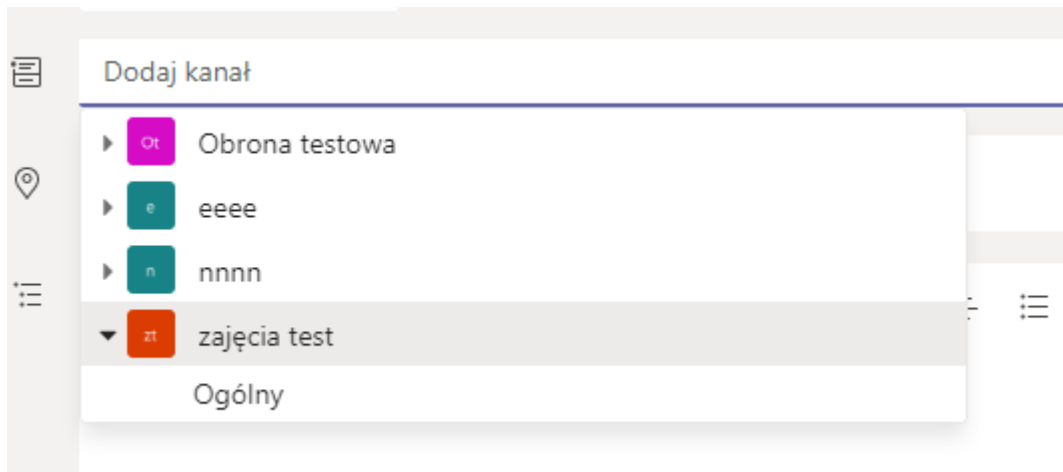 Dodaj kanał
Ot Obrona testowa
e eeee
n nnnn
zt zajęcia test
Ogólny